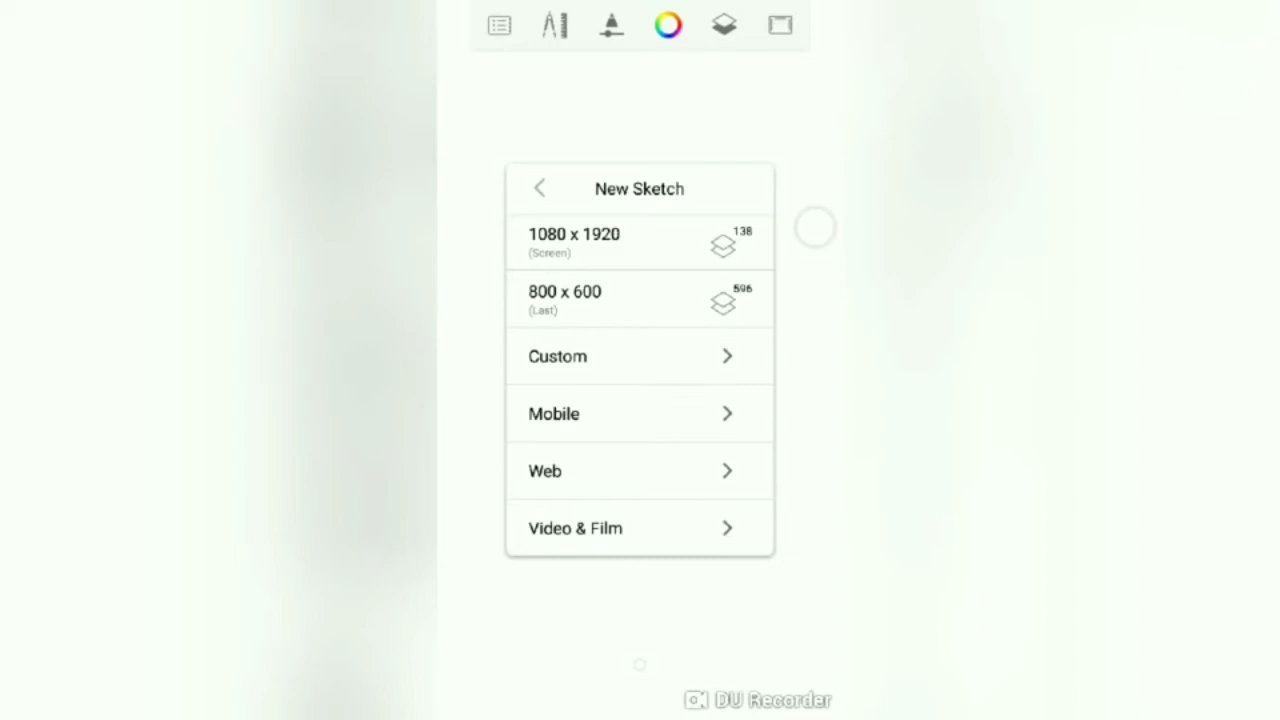 New Sketch
1080 x 1920
138
(Screen)
800 x 600
596
(Last)
Custom
Mobile
Web
Video & Film
DU Recorder